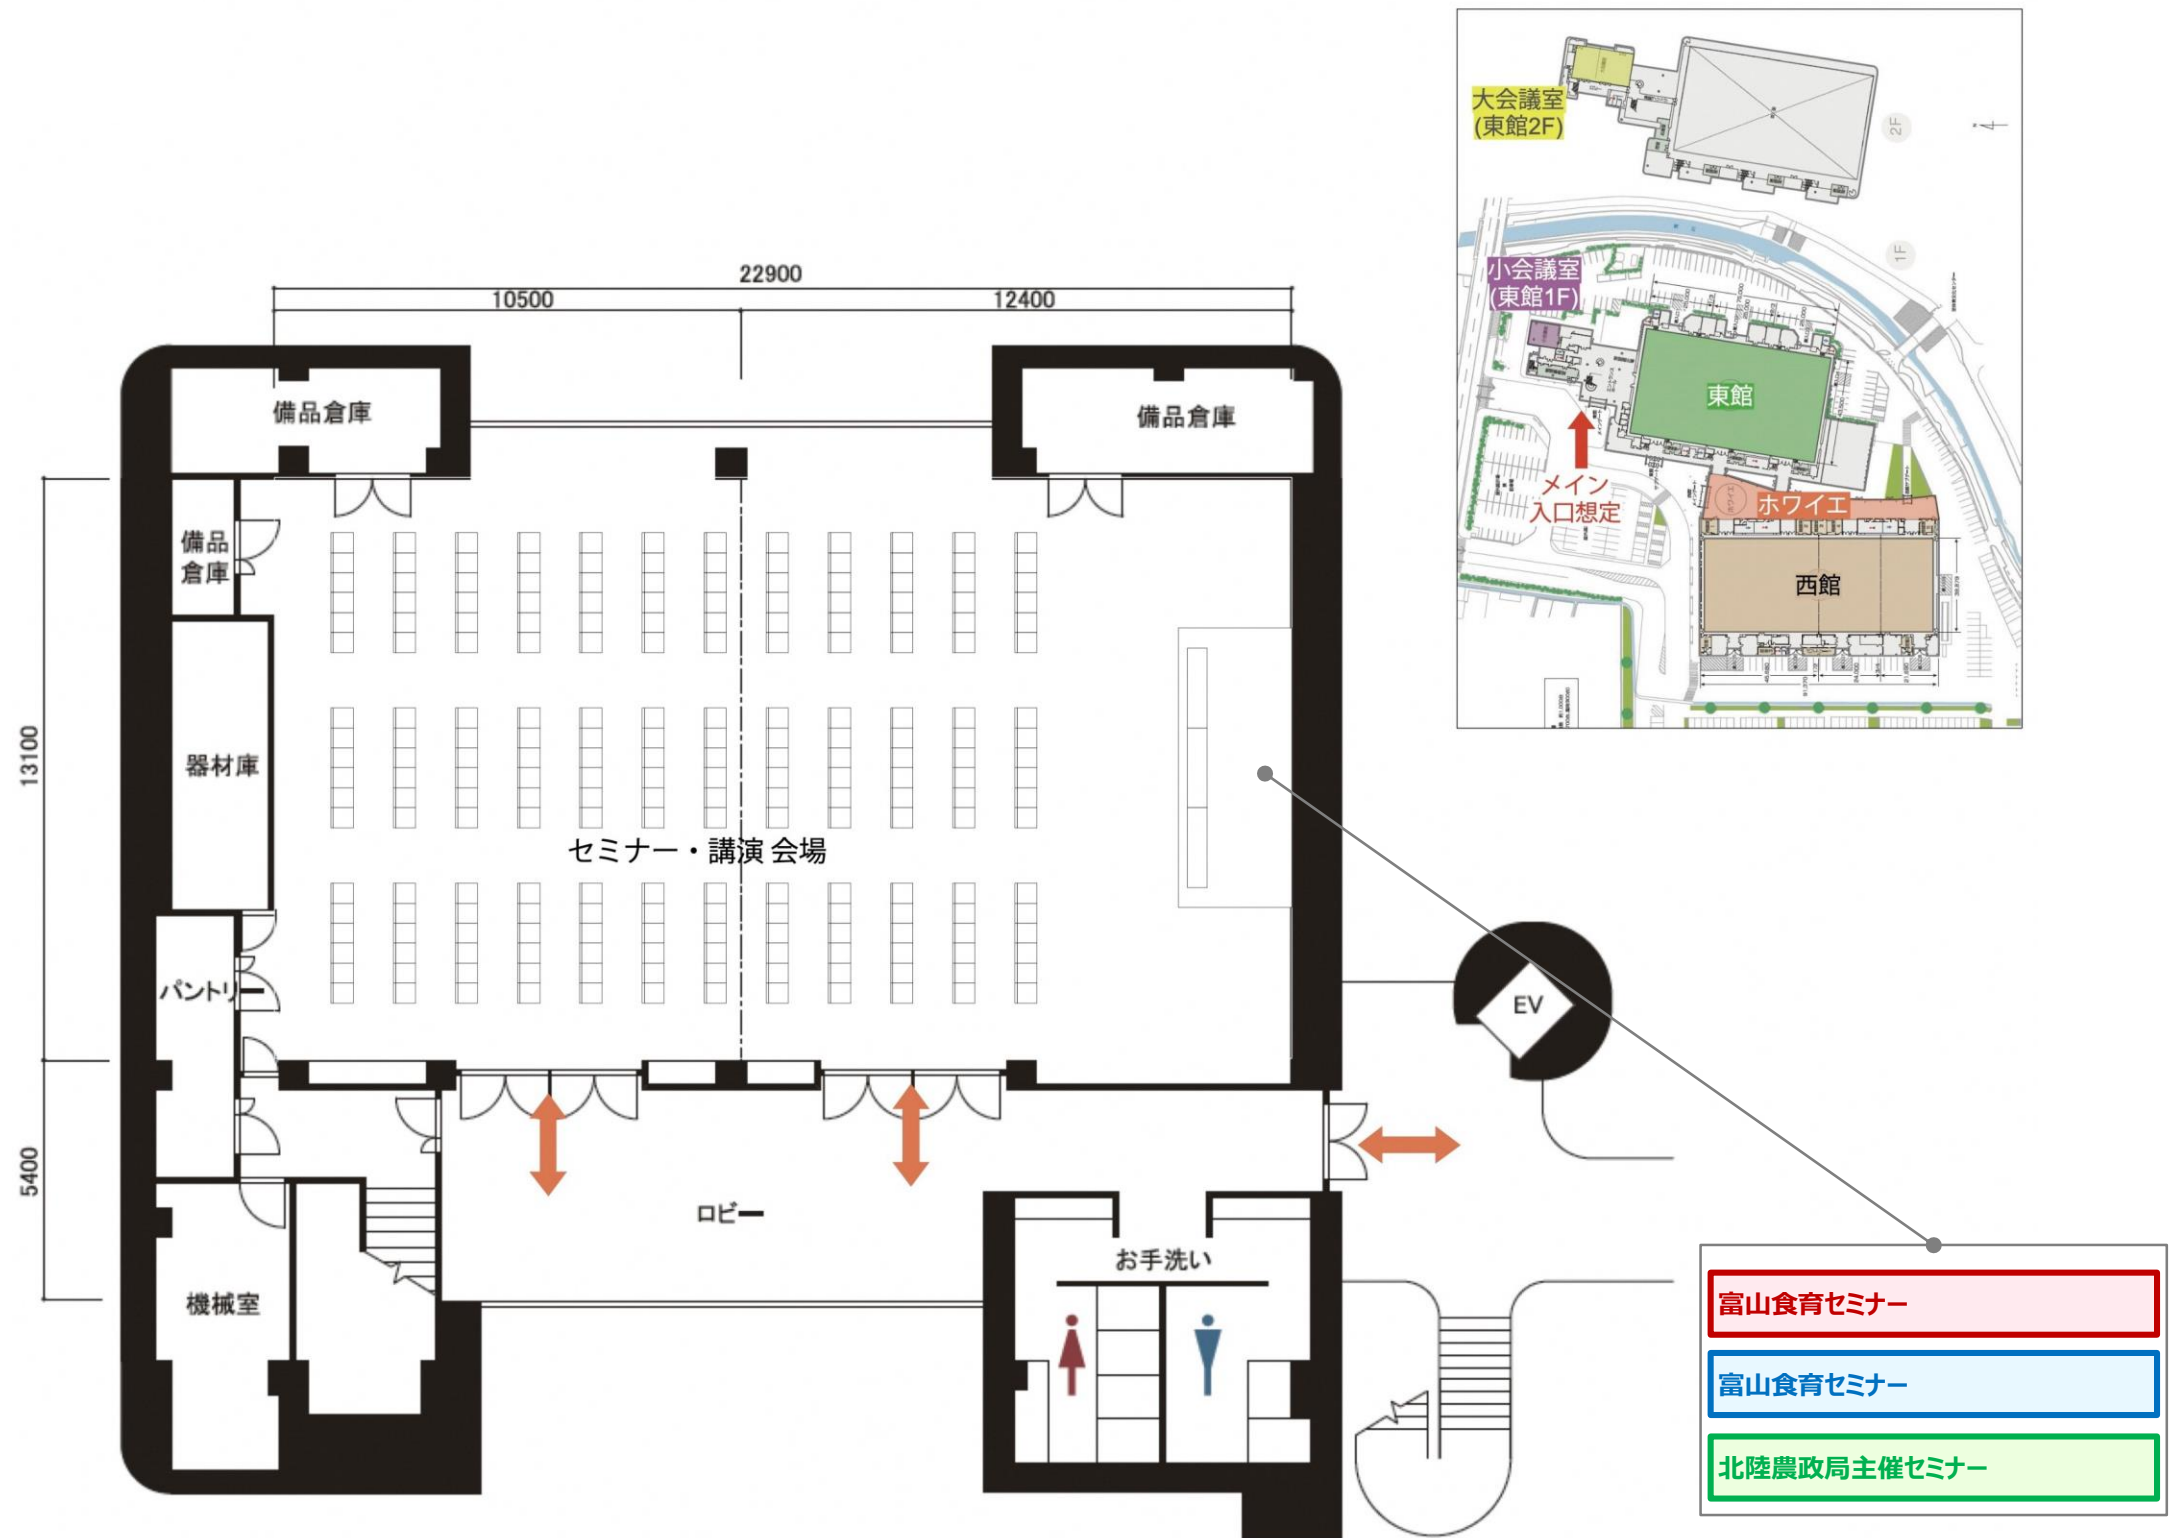 大会議室
(東館2F)
2F
1F
小会議室
(東館1F)
東館
メイン
入口想定
ホワイエ
ホワイエ
西館
22900
10500
12400
備品倉庫
備品倉庫
備品
倉庫
13100
器材庫
セミナー・講演 会場
パントリー
EV
5400
ロビー
お手洗い
機械室
富山食育セミナー
富山食育セミナー
北陸農政局主催セミナー